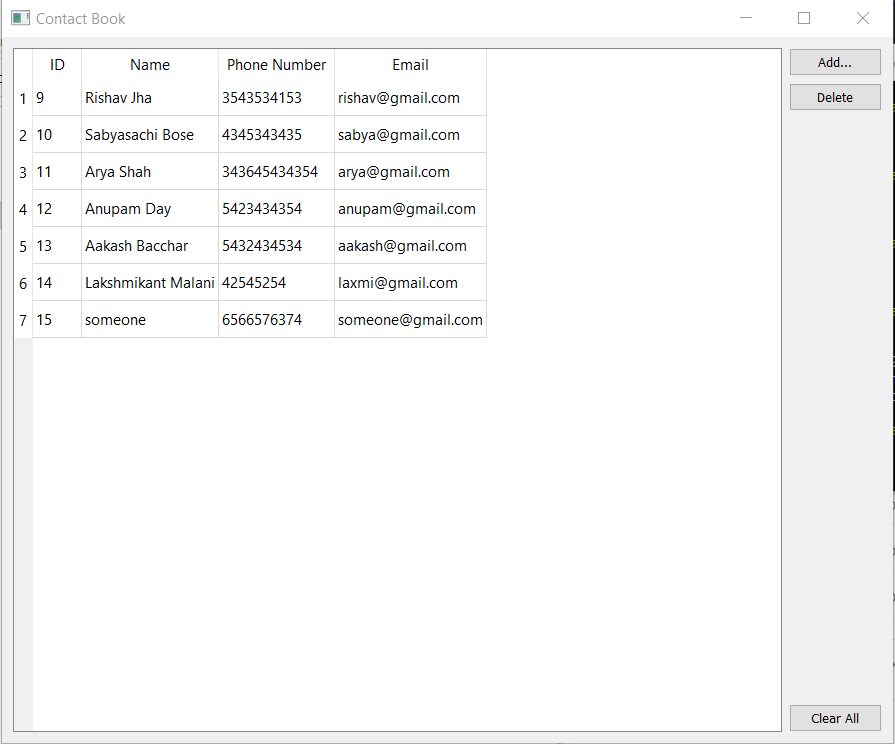 Contact Book
ID Name Phone Number Email
Add...
1 9 Rishav Jha 3543534153 rishav@gmail.com
Delete
2 10 Sabyasachi Bose 4345343435 sabya@gmail.com
3 11 Arya Shah 343645434354 arya@gmail.com
4 12 Anupam Day 5423434354 anupam@gmail.com
5 13 Aakash Bacchar 5432434534 aakash@gmail.com
6 14 Lakshmikant Malani 42545254 laxmi@gmail.com
7 15 someone 6566576374 someone@gmail.com
Clear All